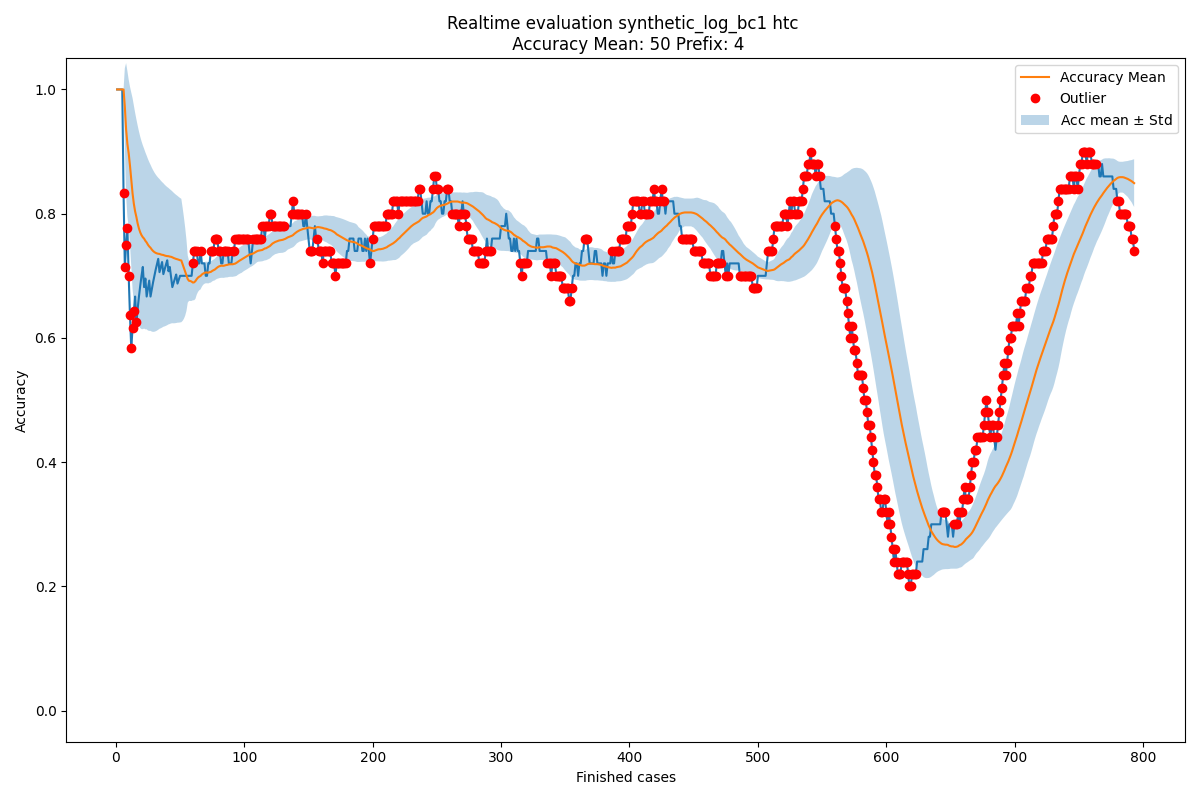 Realtime evaluation synthetic_log_bc1 htc
Accuracy Mean: 50 Prefix: 4
Accuracy Mean
Outlier
Acc mean ± Std
1.0
0.8
0.6
0.4
0.2
0.0
Accuracy
0 100 200 300 400 500 600 700 800
Finished cases